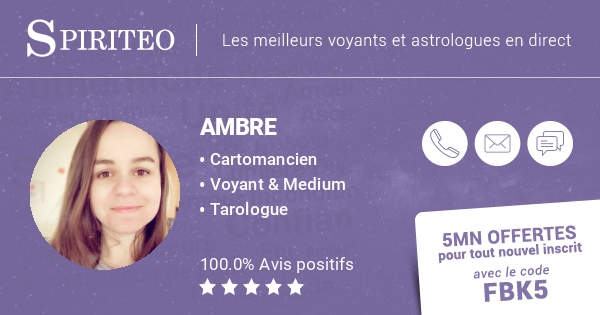 SPIRITEO
Les meilleurs voyants et astrologues en direct
AMBRE
• Cartomancien
• Voyant & Medium
• Tarologue
100.0% Avis positifs
5MN OFFERTES
pour tout nouvel inscrit
avec le code
FBK5